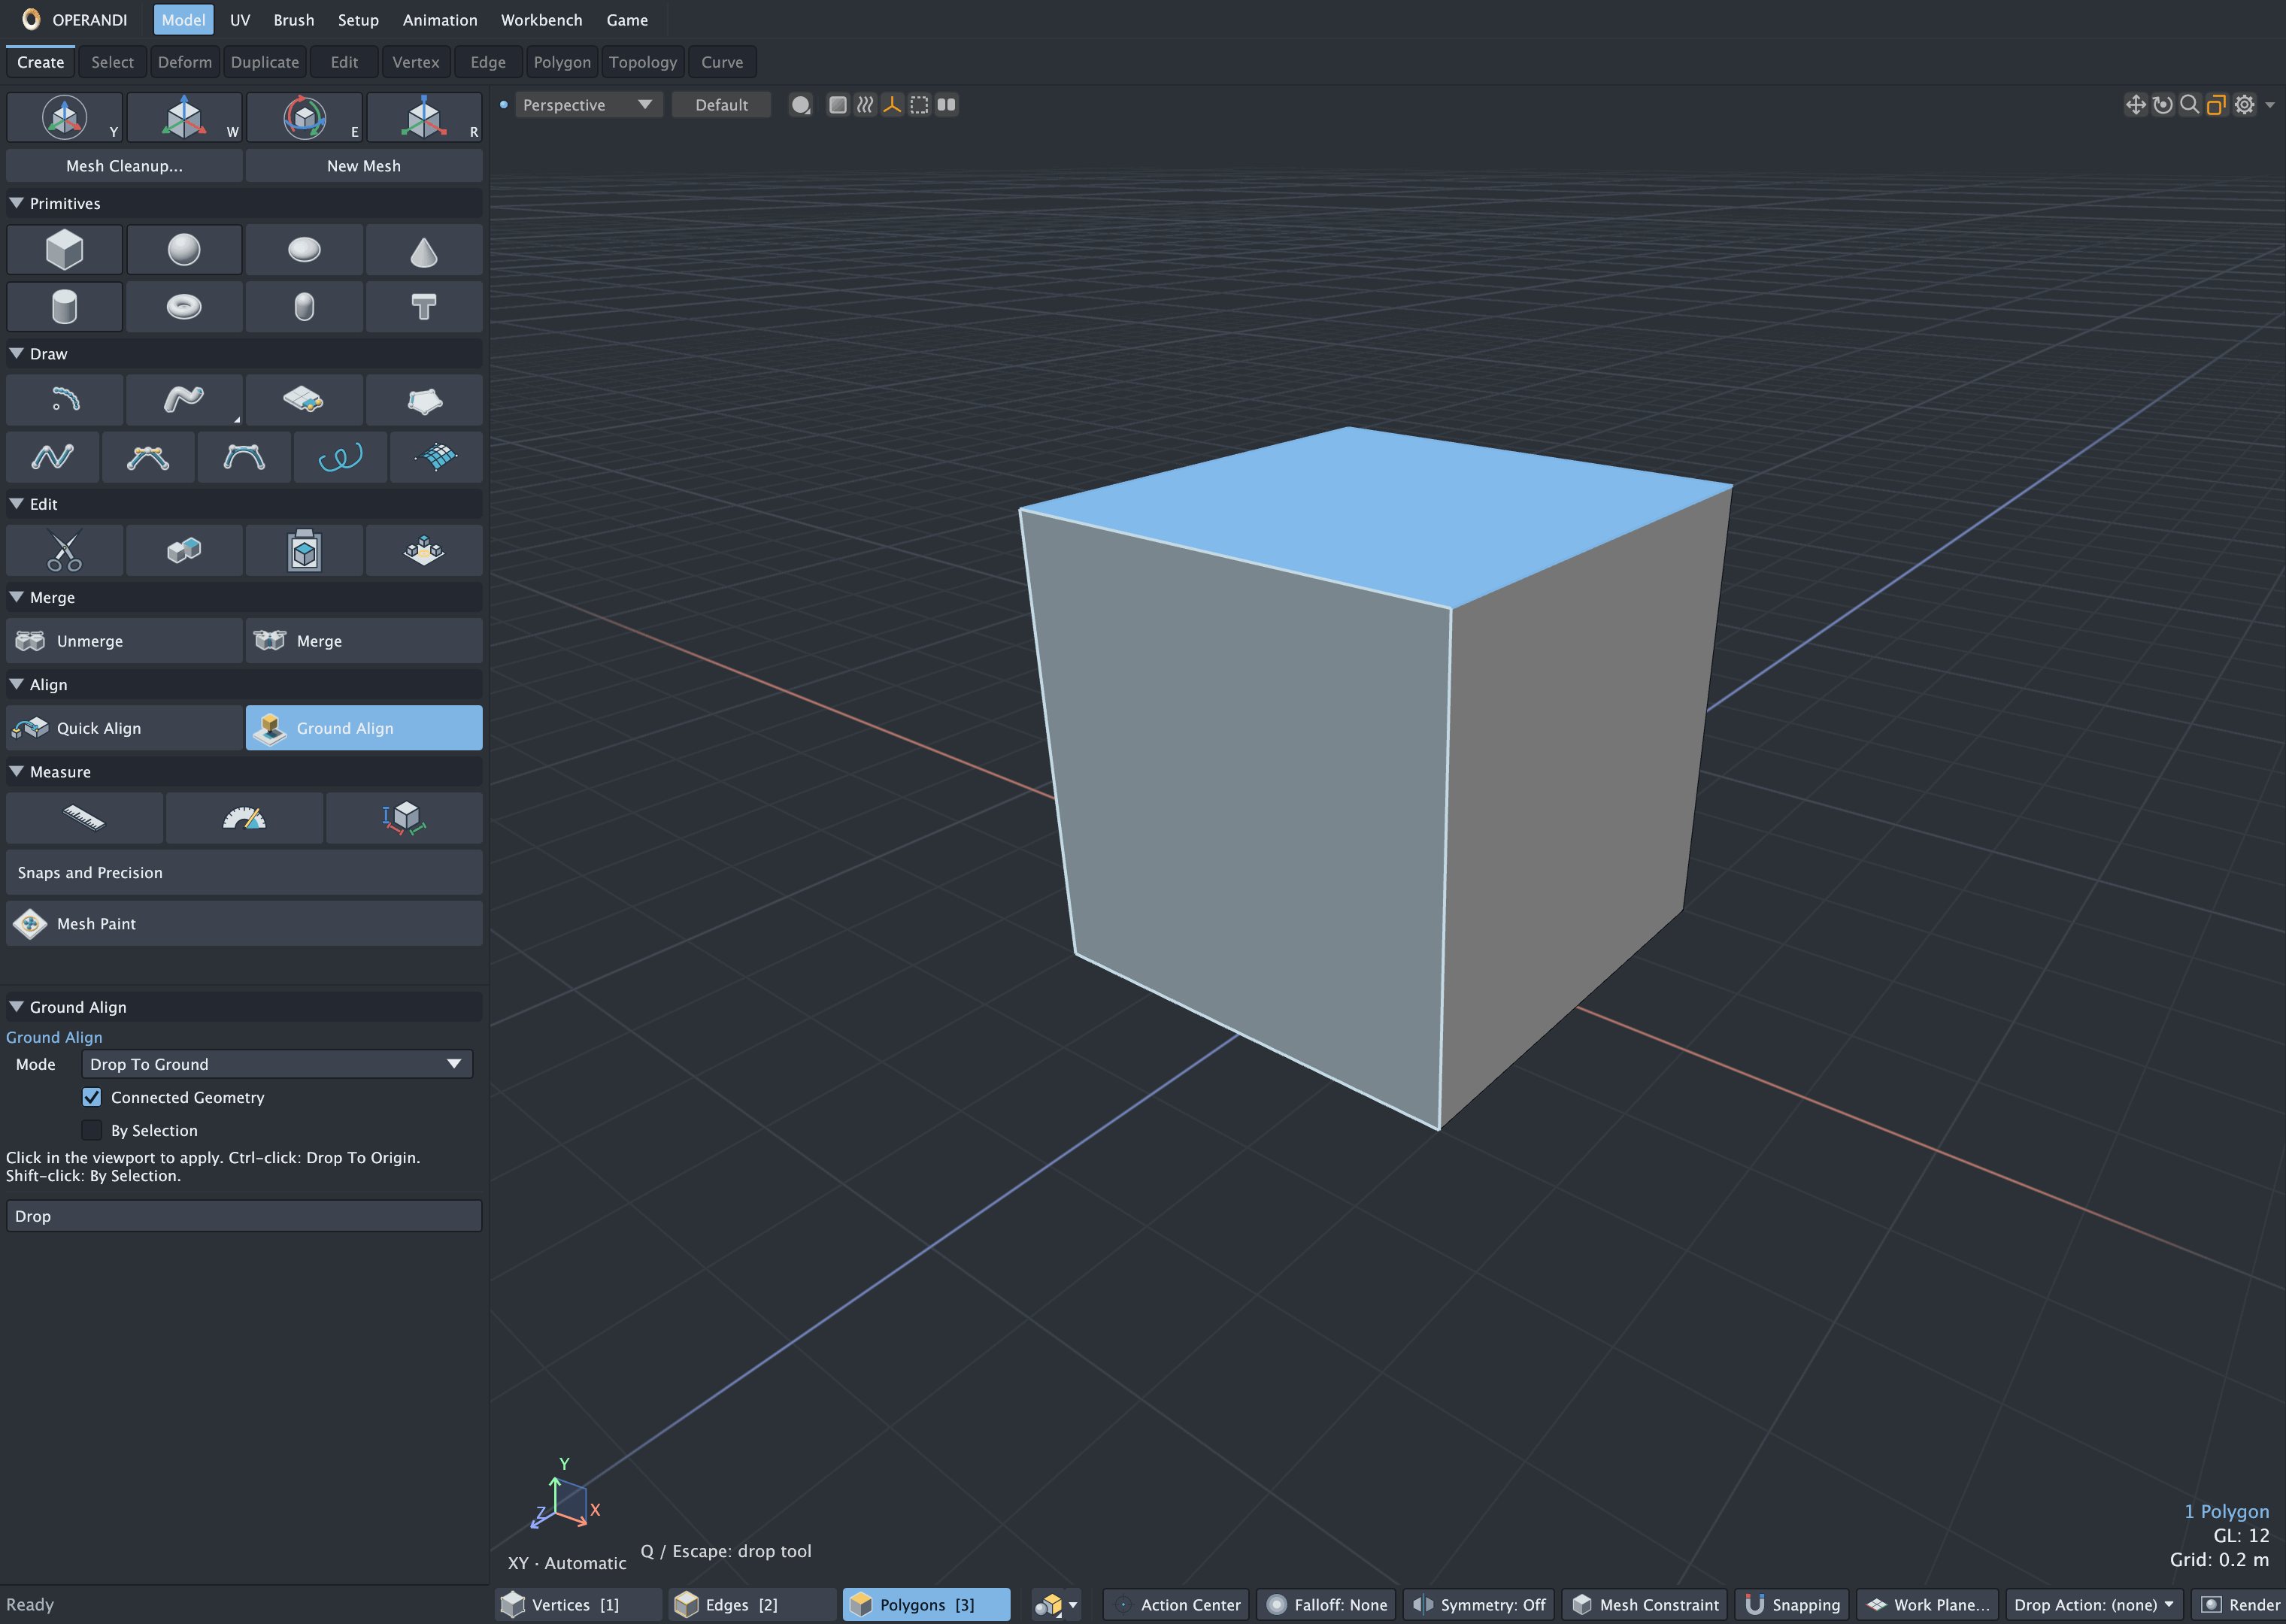 OPERANDI Model UV Brush Setup Animation Workbench Game
Create Select Deform Duplicate Edit Vertex Edge Polygon Topology Curve
Y W E R
Perspective Default
Mesh Cleanup... New Mesh
Primitives
Draw
Edit
Merge
Unmerge Merge
Align
Quick Align Ground Align
Measure
Snaps and Precision
Mesh Paint
Ground Align
Ground Align
Mode Drop To Ground
Connected Geometry
By Selection
Click in the viewport to apply. Ctrl-click: Drop To Origin.
Shift-click: By Selection.
Drop
Y
Z X
XY · Automatic Q / Escape: drop tool
1 Polygon
GL: 12
Grid: 0.2 m
Ready Vertices [1] Edges [2] Polygons [3] Action Center Falloff: None Symmetry: Off Mesh Constraint Snapping Work Plane... Drop Action: (none) Render